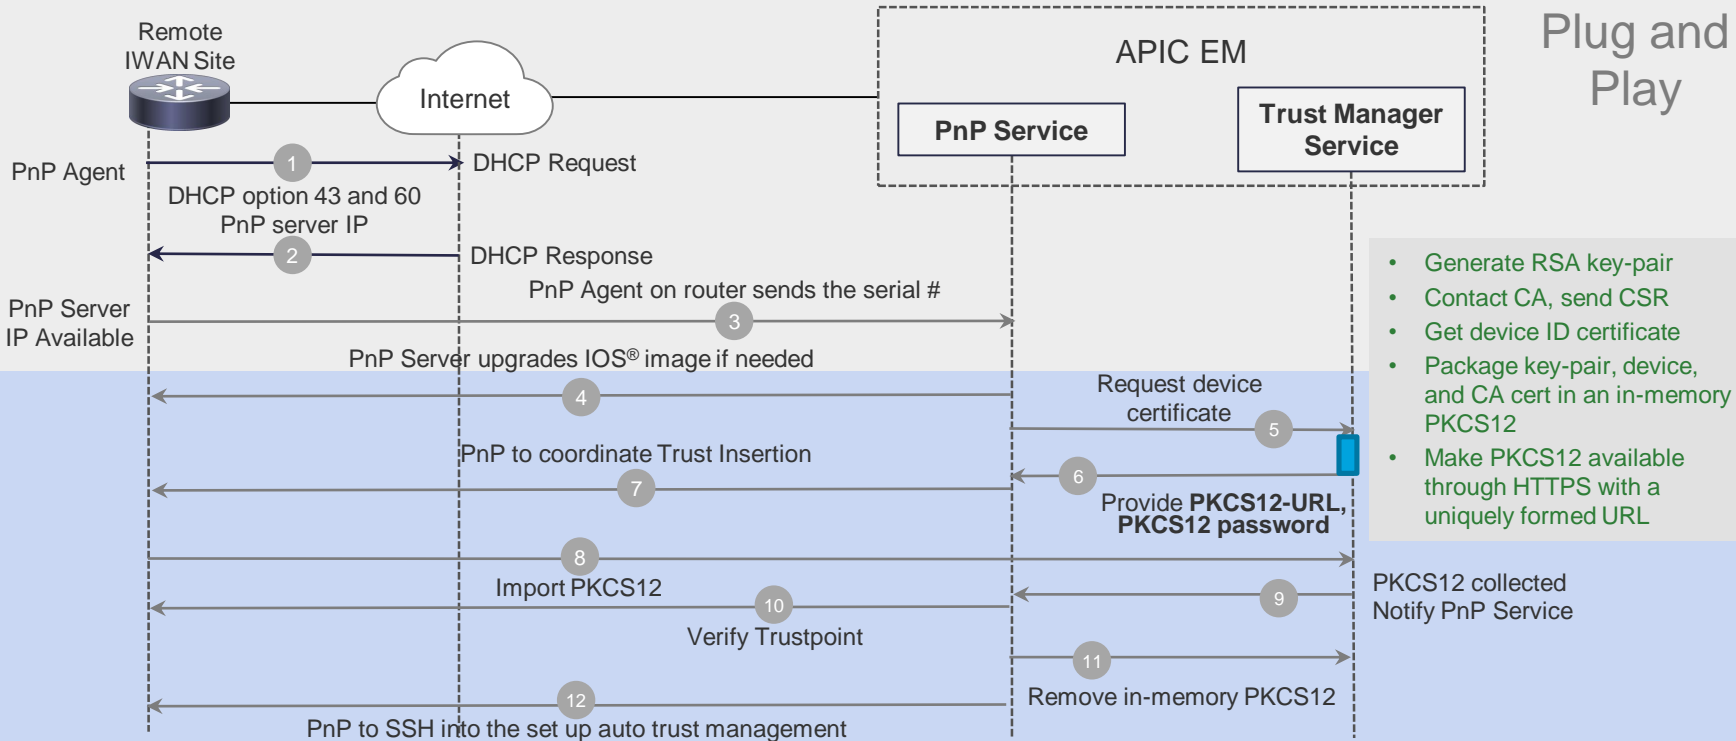 Plug and
Play
Remote
IWAN Site
Internet
APIC EM
PnP Service
Trust Manager
Service
PnP Agent
1
DHCP Request
DHCP option 43 and 60
PnP server IP
2
DHCP Response
PnP Agent on router sends the serial #
PnP Server
IP Available
3
PnP Server upgrades IOS® image if needed
4
Request device
certificate
5
PnP to coordinate Trust Insertion
7
6
Provide PKCS12-URL,
PKCS12 password
8
Import PKCS12
9
PKCS12 collected
Notify PnP Service
10
Verify Trustpoint
11
Remove in-memory PKCS12
12
PnP to SSH into the set up auto trust management
• Generate RSA key-pair
• Contact CA, send CSR
• Get device ID certificate
• Package key-pair, device,
and CA cert in an in-memory
PKCS12
• Make PKCS12 available
through HTTPS with a
uniquely formed URL